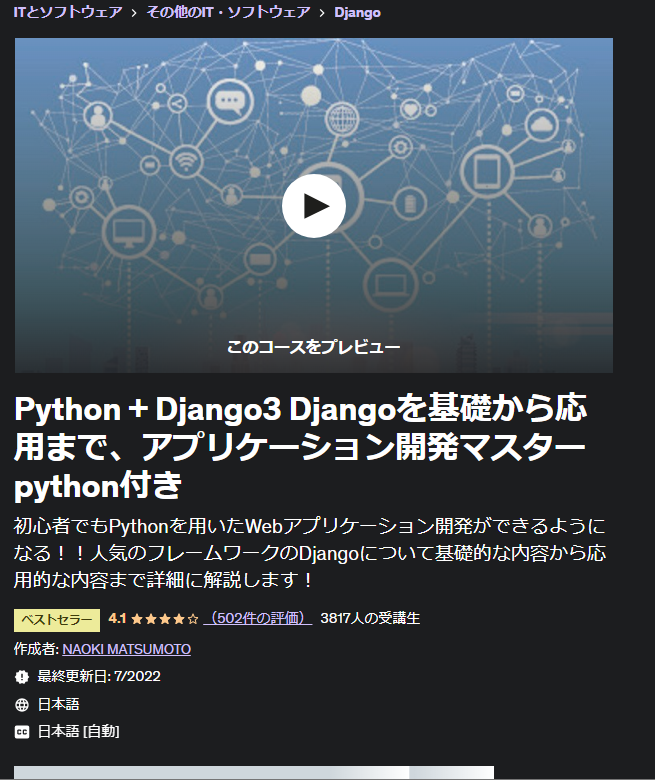 ITとソフトウェア > その他のIT・ソフトウェア > Django
このコースをプレビュー
Python + Django3 Djangoを基礎から応
用まで、アプリケーション開発マスター
python付き
初心者でもPythonを用いたWebアプリケーション開発ができるように
なる！！人気のフレームワークのDjangoについて基礎的な内容から応
用的な内容まで詳細に解説します！
ベストセラー 4.1 (502件の評価) 3817人の受講生
作成者: NAOKI MATSUMOTO
最終更新日: 7/2022
日本語
CC 日本語 [自動]